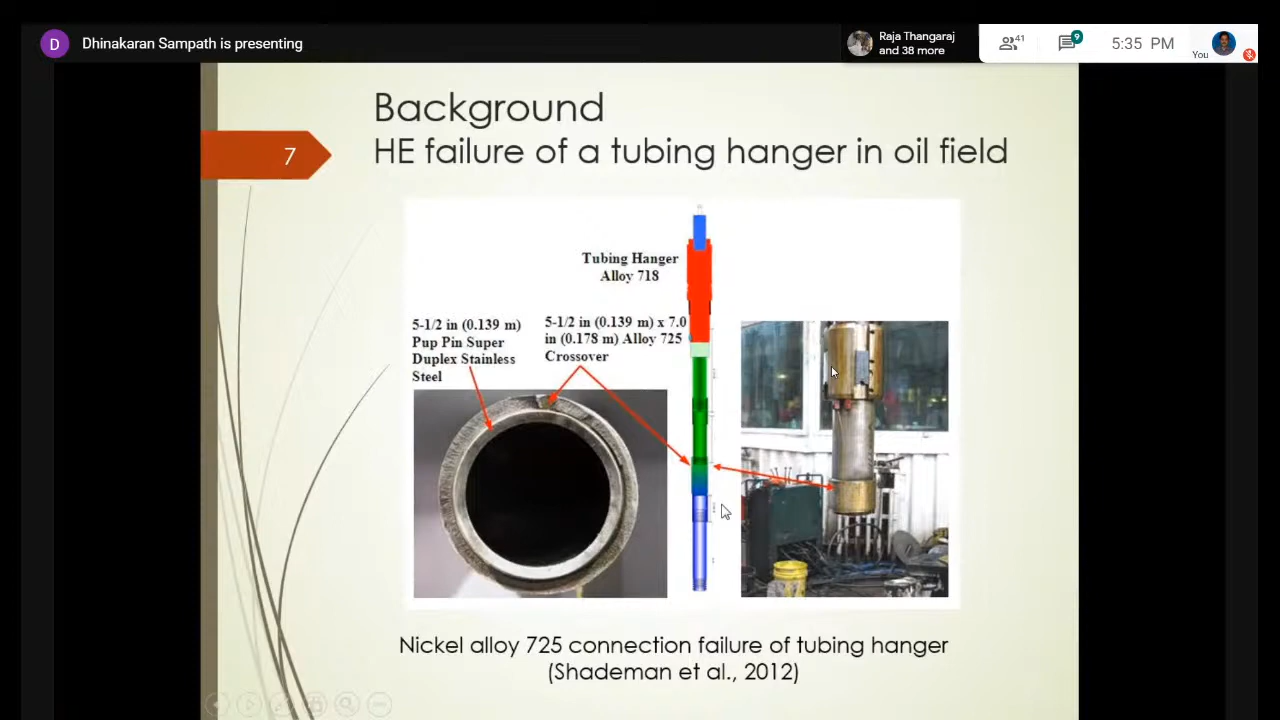 D
Dhinakaran Sampath is presenting
Raja Thangaraj
and 38 more
41
9
5:35 PM
You
Background
HE failure of a tubing hanger in oil field
7
Tubing Hanger
Alloy 718
5-1/2 in (0.139 m)
Pup Pin Super
Duplex Stainless
Steel
5-1/2 in (0.139 m) x 7.0
in (0.178 m) Alloy 725
Crossover
Nickel alloy 725 connection failure of tubing hanger
(Shademan et al., 2012)